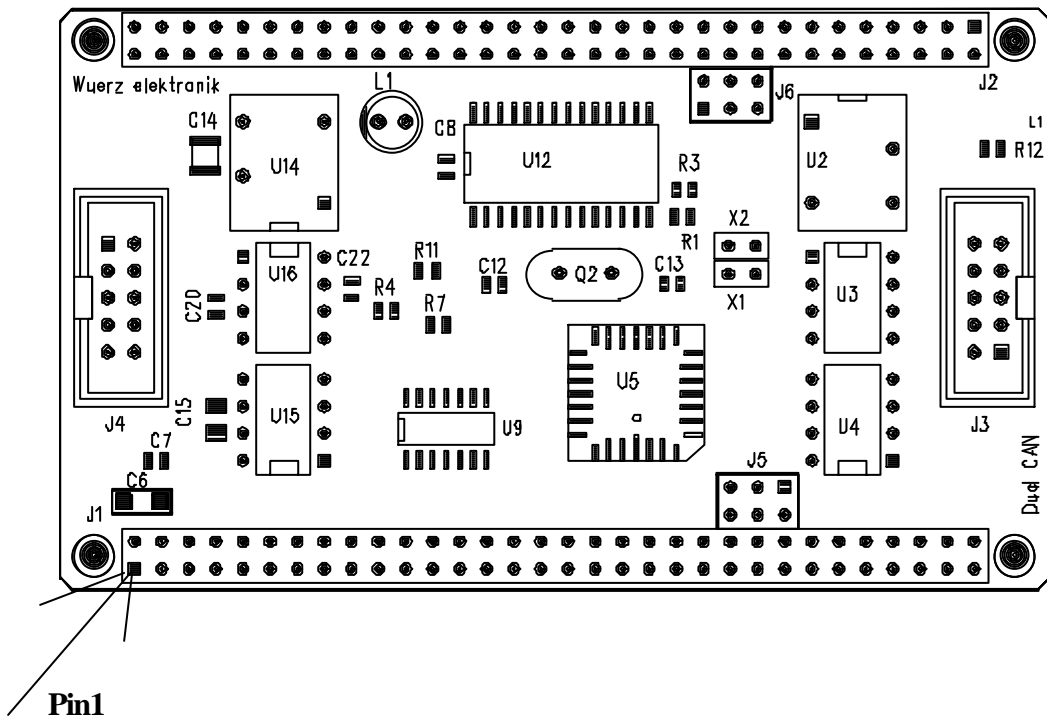 Wuerz elektronik
L1
J6
J2
C14
C8
L1
U14
U12
U2
R12
R3
X2
R1
U16
C22
R11
C12
Q2
C13
U3
C20
R4
R7
X1
U5
J4
C15
U15
U9
U4
J3
C7
C6
J5
Dual CAN
J1
Pin1